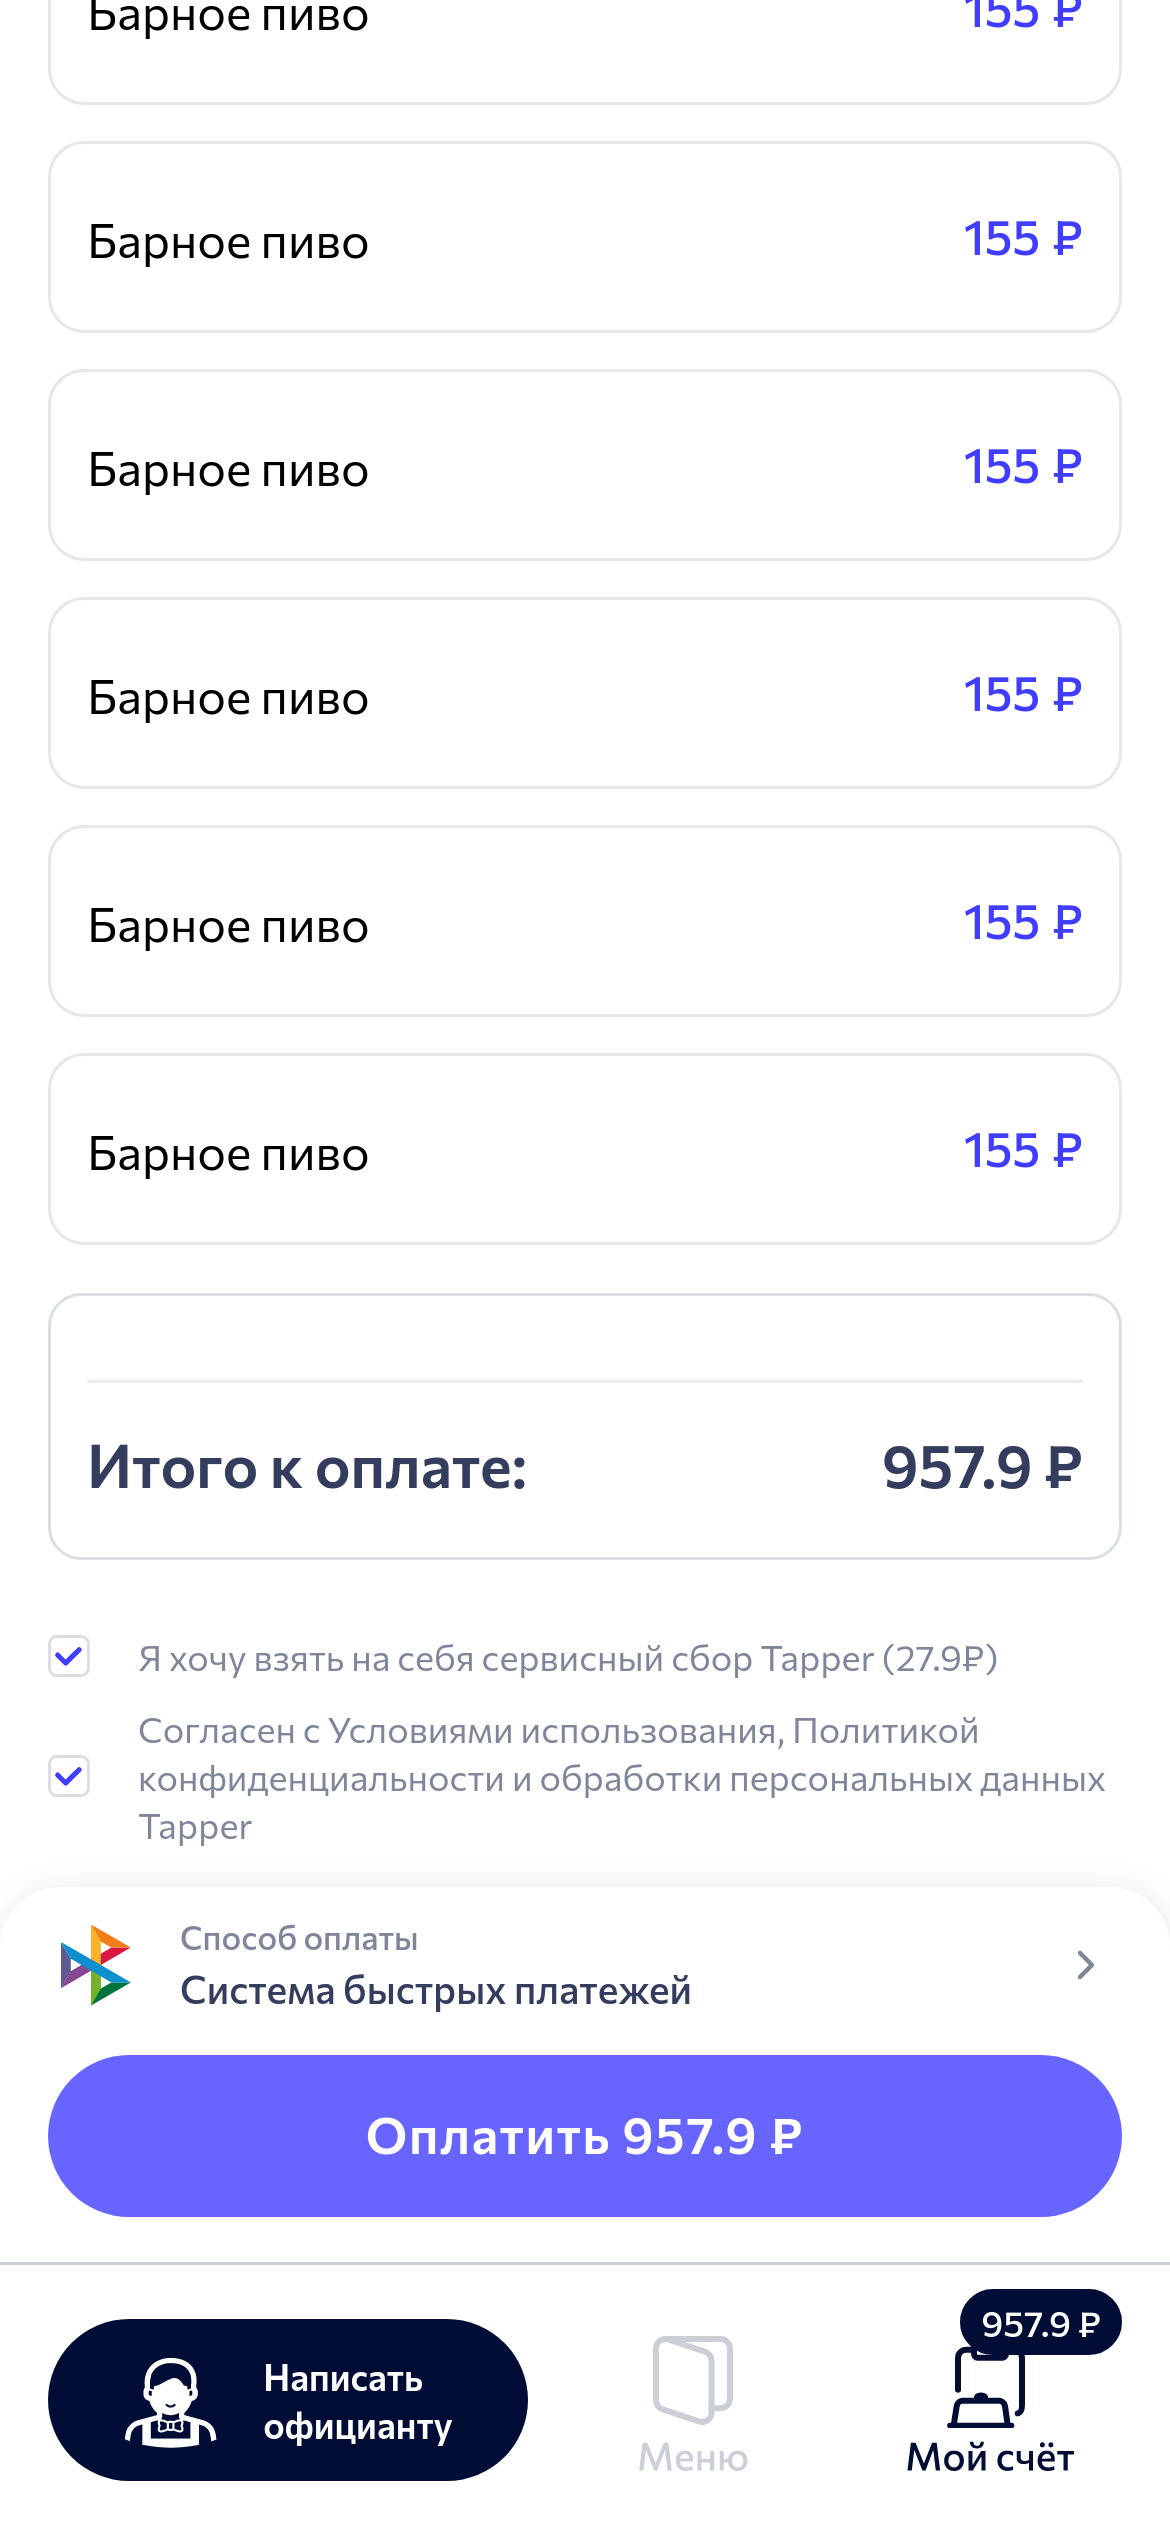 Барное пиво 155 ₽
Барное пиво 155 ₽
Барное пиво 155 ₽
Барное пиво 155 ₽
Барное пиво 155 ₽
Барное пиво 155 ₽
Итого к оплате: 957.9 ₽
Я хочу взять на себя сервисный сбор Tapper (27.9₽)
Согласен с Условиями использования, Политикой
конфиденциальности и обработки персональных данных
Tapper
Способ оплаты
Система быстрых платежей
Оплатить 957.9 ₽
Написать
официанту
Меню
957.9 ₽
Мой счёт